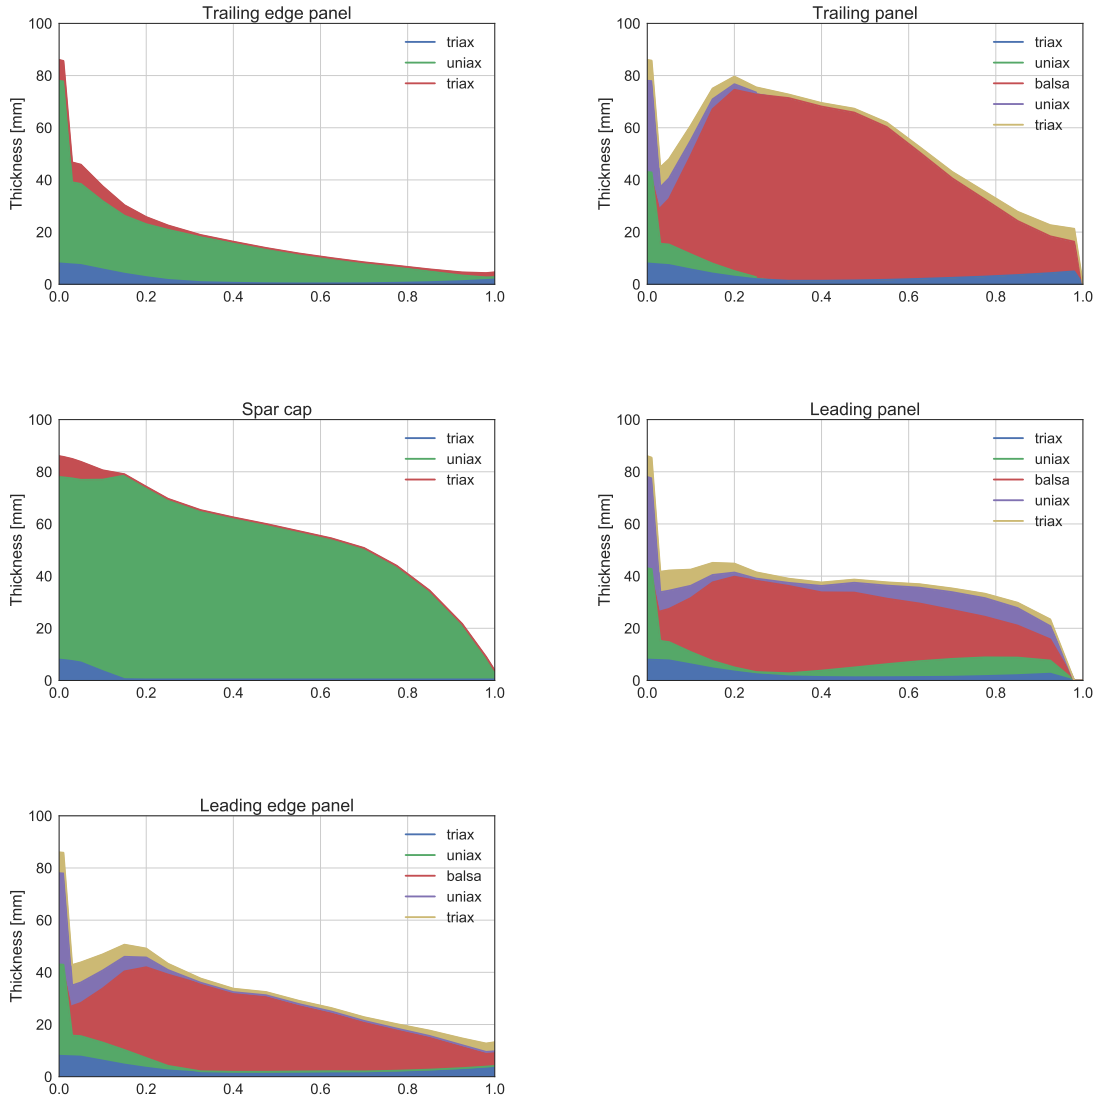 Trailing edge panel
Thickness [mm]
100
80
60
40
20
0
0.0 0.2 0.4 0.6 0.8 1.0
triax
uniax
triax
Trailing panel
Thickness [mm]
100
80
60
40
20
0
0.0 0.2 0.4 0.6 0.8 1.0
triax
uniax
balsa
uniax
triax
Spar cap
Thickness [mm]
100
80
60
40
20
0
0.0 0.2 0.4 0.6 0.8 1.0
triax
uniax
triax
Leading panel
Thickness [mm]
100
80
60
40
20
0
0.0 0.2 0.4 0.6 0.8 1.0
triax
uniax
balsa
uniax
triax
Leading edge panel
Thickness [mm]
100
80
60
40
20
0
0.0 0.2 0.4 0.6 0.8 1.0
triax
uniax
balsa
uniax
triax